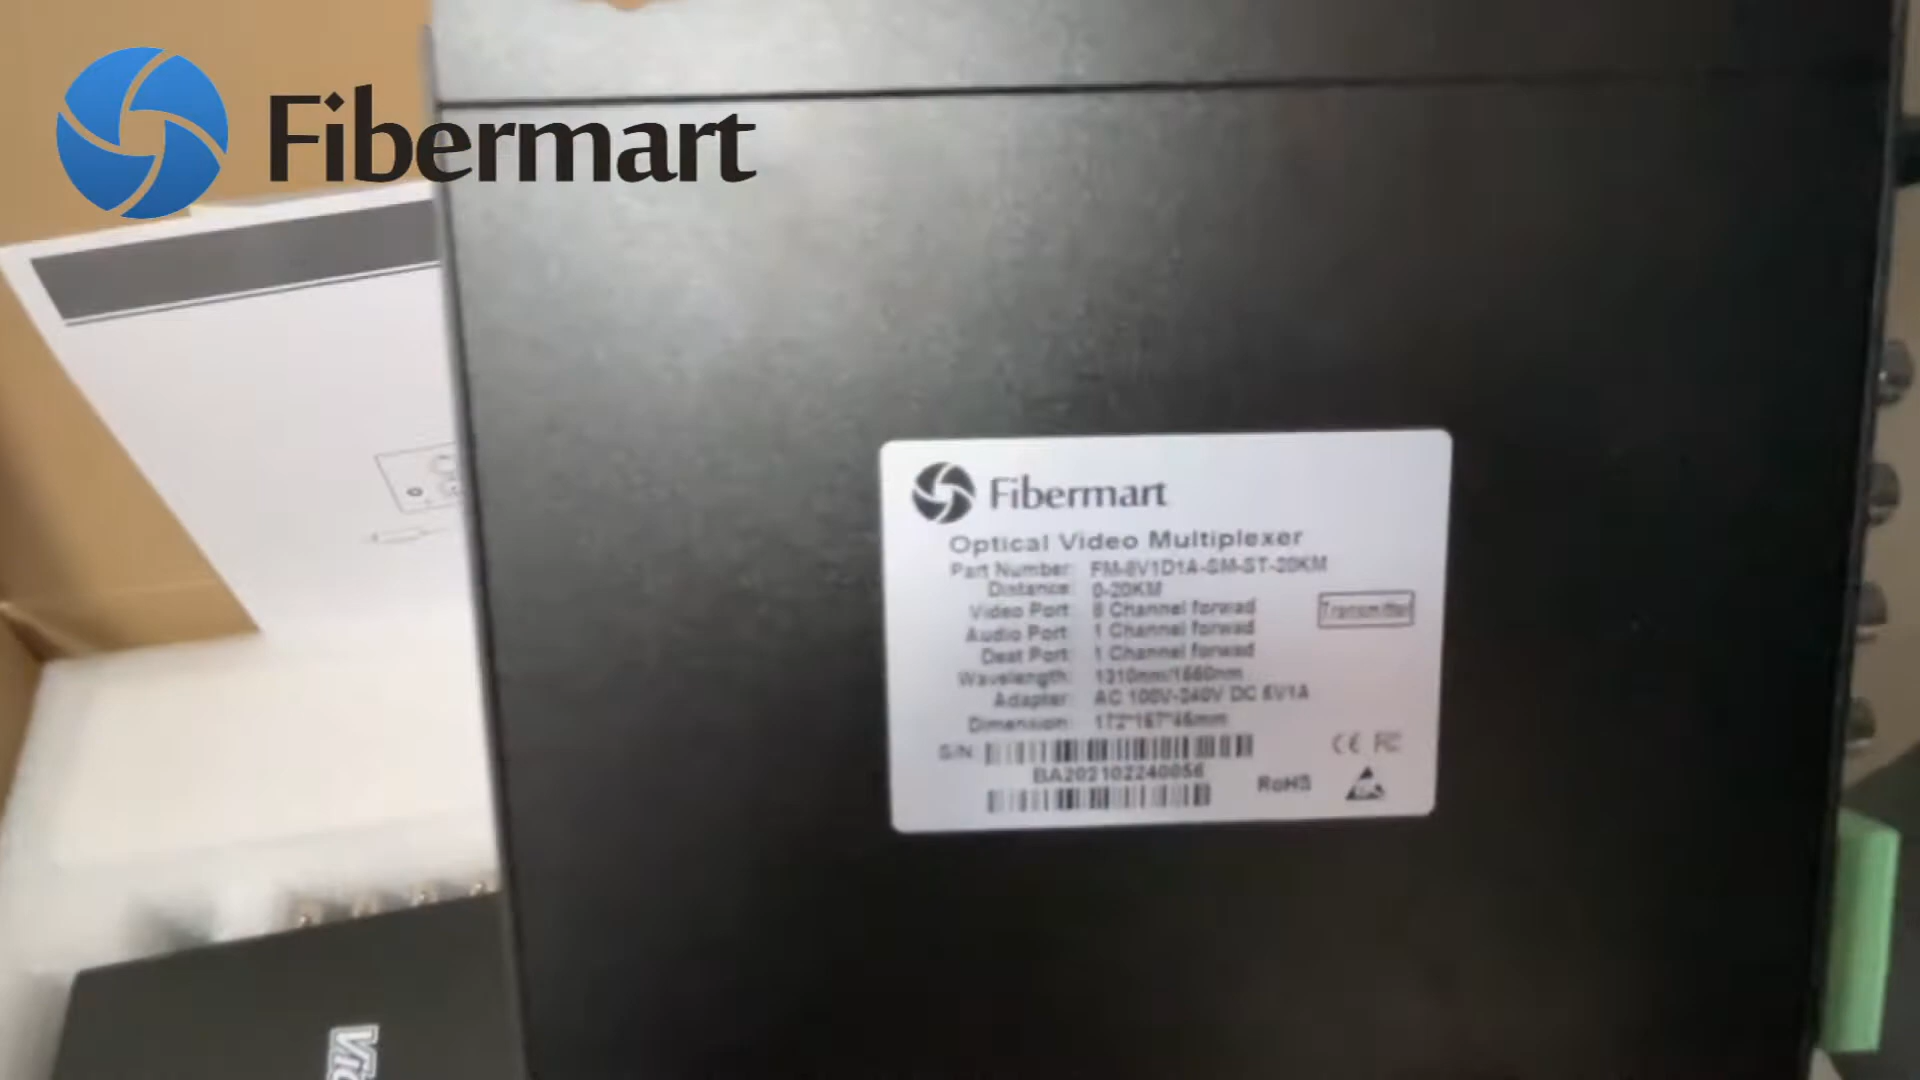 Fibermart
Fibermart
Optical Video Multiplexer
Part Number: FM-8V1D1A-SM-ST-20KM
Distance: 0-20KM
Video Port: 8 Channel forwad
Transmitter
Audio Port: 1 Channel forwad
Deat Port: 1 Channel forwad
Wavelength: 1310nm/1550nm
Adapter: AC 100V-240V DC 5V1A
Dimension: 172*167*46mm
S/N:
BA202102240056
RoHS
CE FC